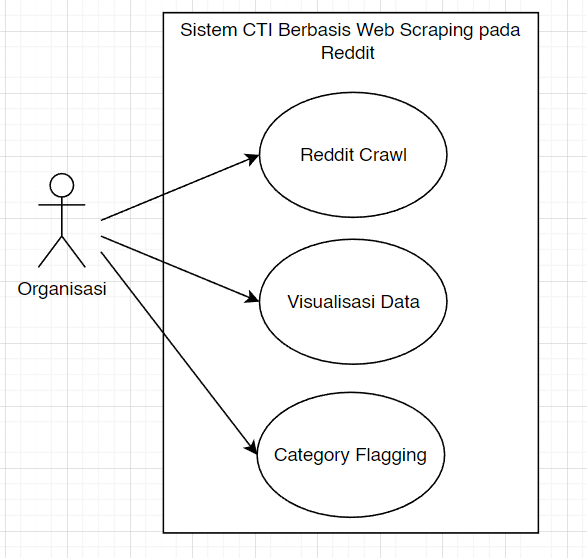 Sistem CTI Berbasis Web Scraping pada
Reddit
Reddit Crawl
Organisasi
Visualisasi Data
Category Flagging